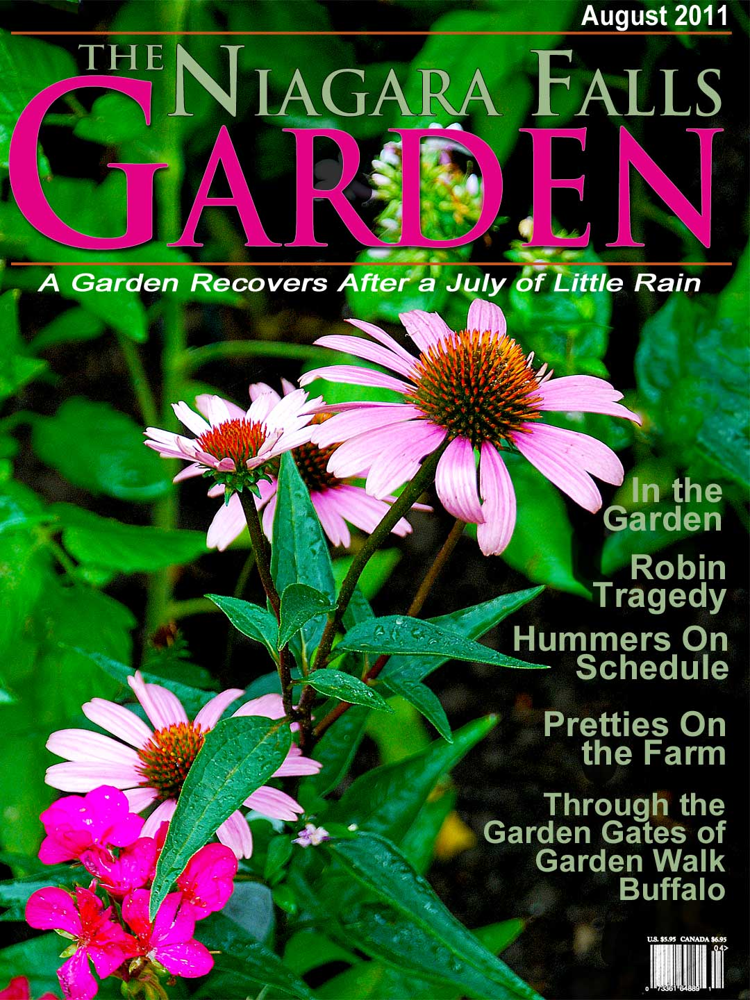 August 2011
THE NIAGARA FALLS
GARDEN
A Garden Recovers After a July of Little Rain
In the
Garden
Robin
Tragedy
Hummers On
Schedule
Pretties On
the Farm
Through the
Garden Gates of
Garden Walk
Buffalo
U.S. $5.95 CANADA $6.95
04>
0 73361 64889 1